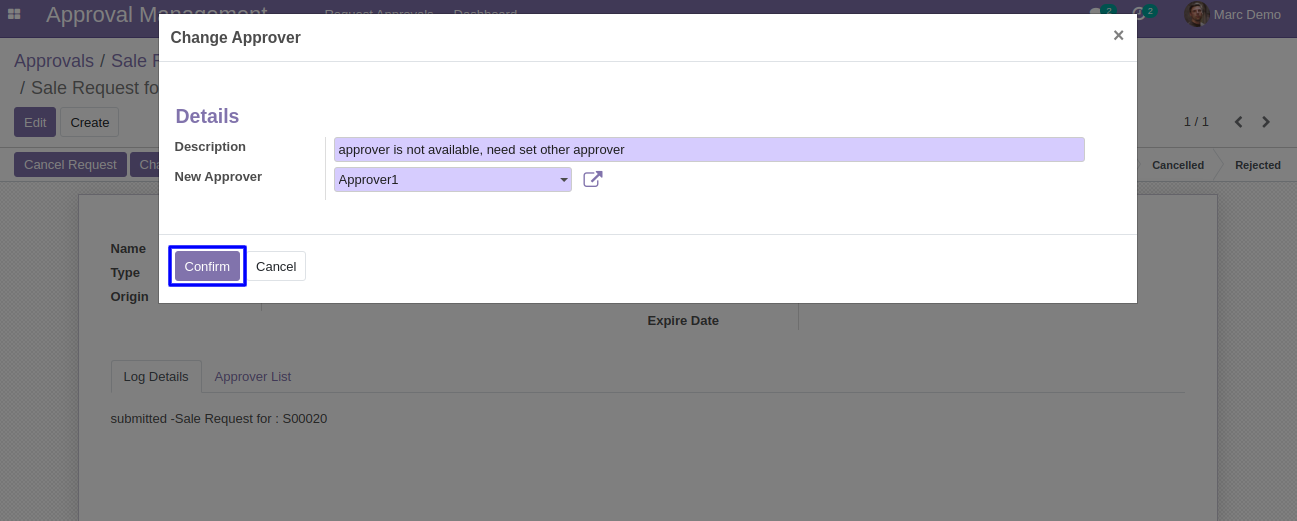 Approval Management
Request Approvals Dashboard
2
2
Marc Demo
Change Approver
×
Approvals / Sale R
/ Sale Request fo
Details
Edit
Create
1 / 1
Description
approver is not available, need set other approver
Cancel Request
Cha
Cancelled
Rejected
New Approver
Approver1
Name
Confirm
Cancel
Type
Origin
Expire Date
Log Details
Approver List
submitted -Sale Request for : S00020